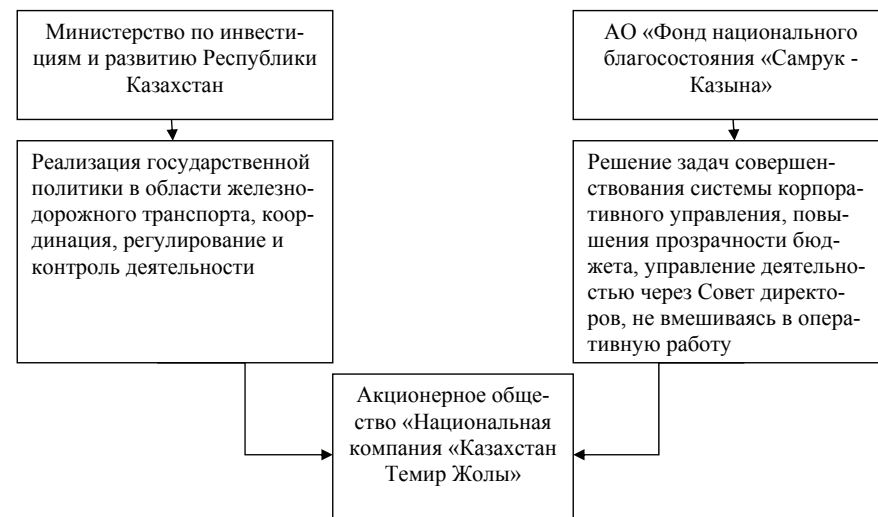 Министерство по инвести-
циям и развитию Республики
Казахстан
АО «Фонд национального
благосостояния «Самрук -
Казына»
Реализация государственной
политики в области железно-
дорожного транспорта, коор-
динация, регулирование и
контроль деятельности
Решение задач совершен-
ствования системы корпора-
тивного управления, повы-
шения прозрачности бюд-
жета, управление деятельно-
стью через Совет директо-
ров, не вмешиваясь в опера-
тивную работу
Акционерное обще-
ство «Национальная
компания «Казахстан
Темир Жолы»